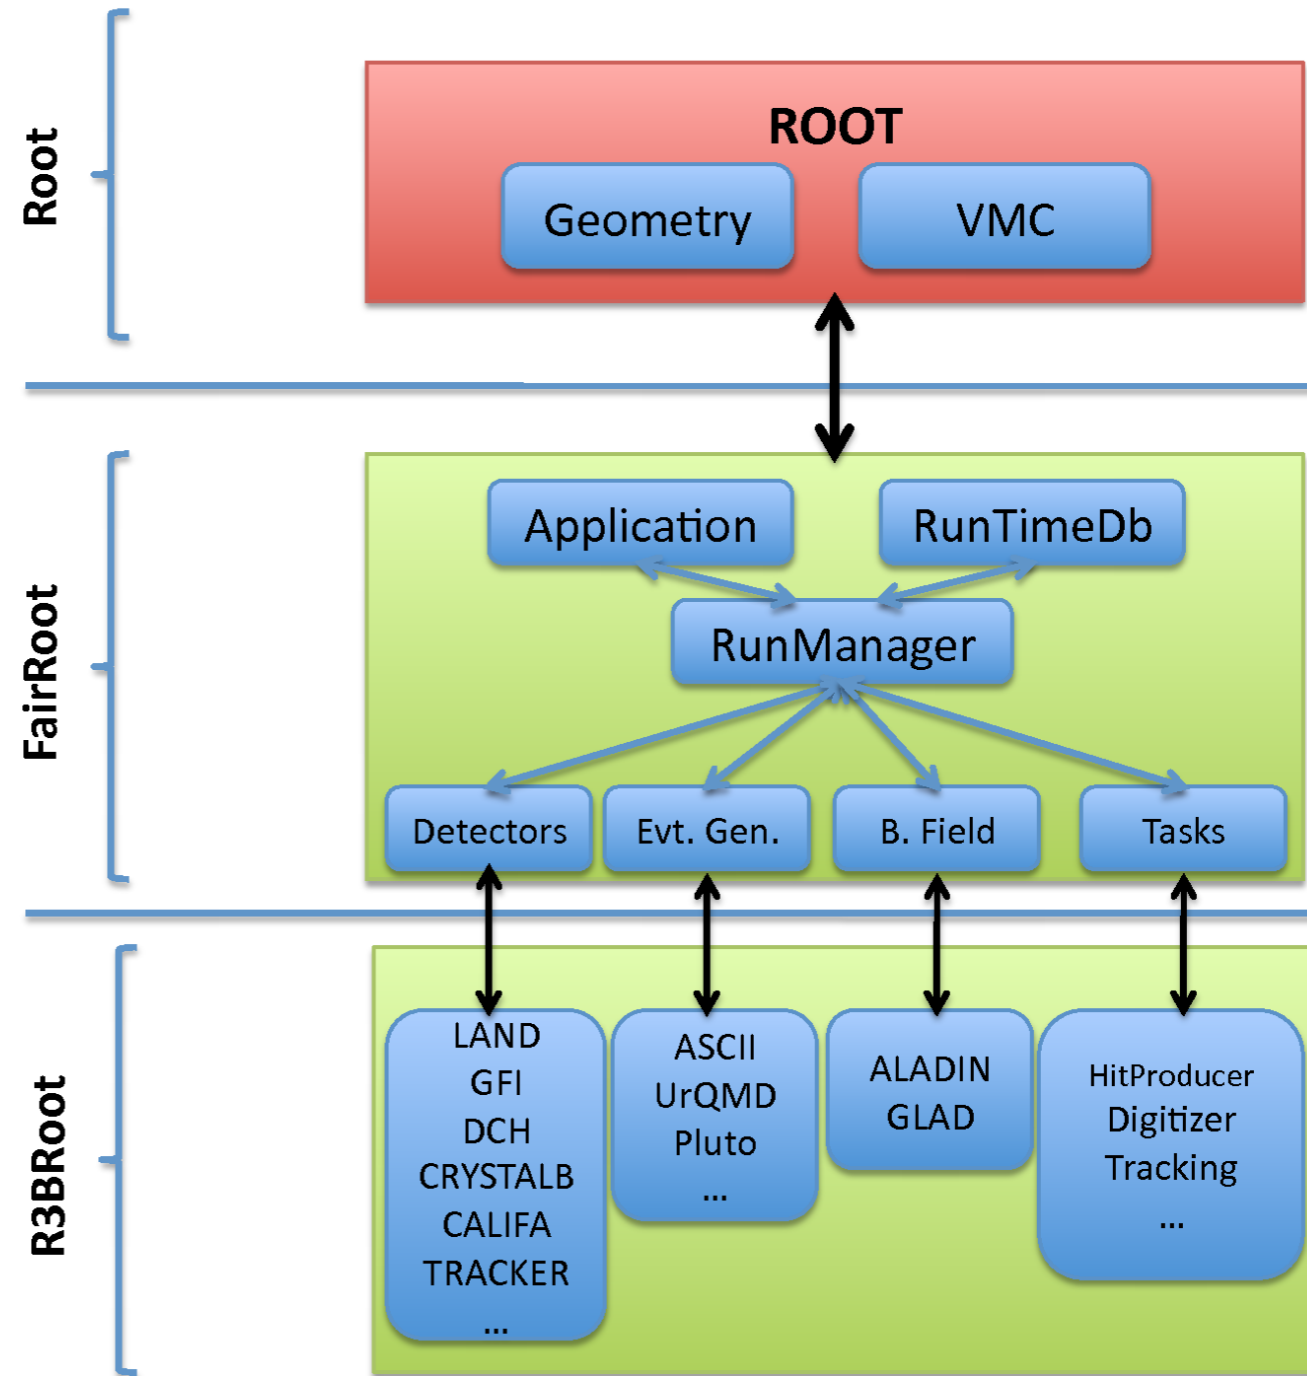 Root
ROOT
Geometry
VMC
FairRoot
Application
RunTimeDb
RunManager
Detectors
Evt. Gen.
B. Field
Tasks
R3BRoot
LAND
GFI
DCH
CRYSTALB
CALIFA
TRACKER
...
ASCII
UrQMD
Pluto
...
ALADIN
GLAD
HitProducer
Digitizer
Tracking
...